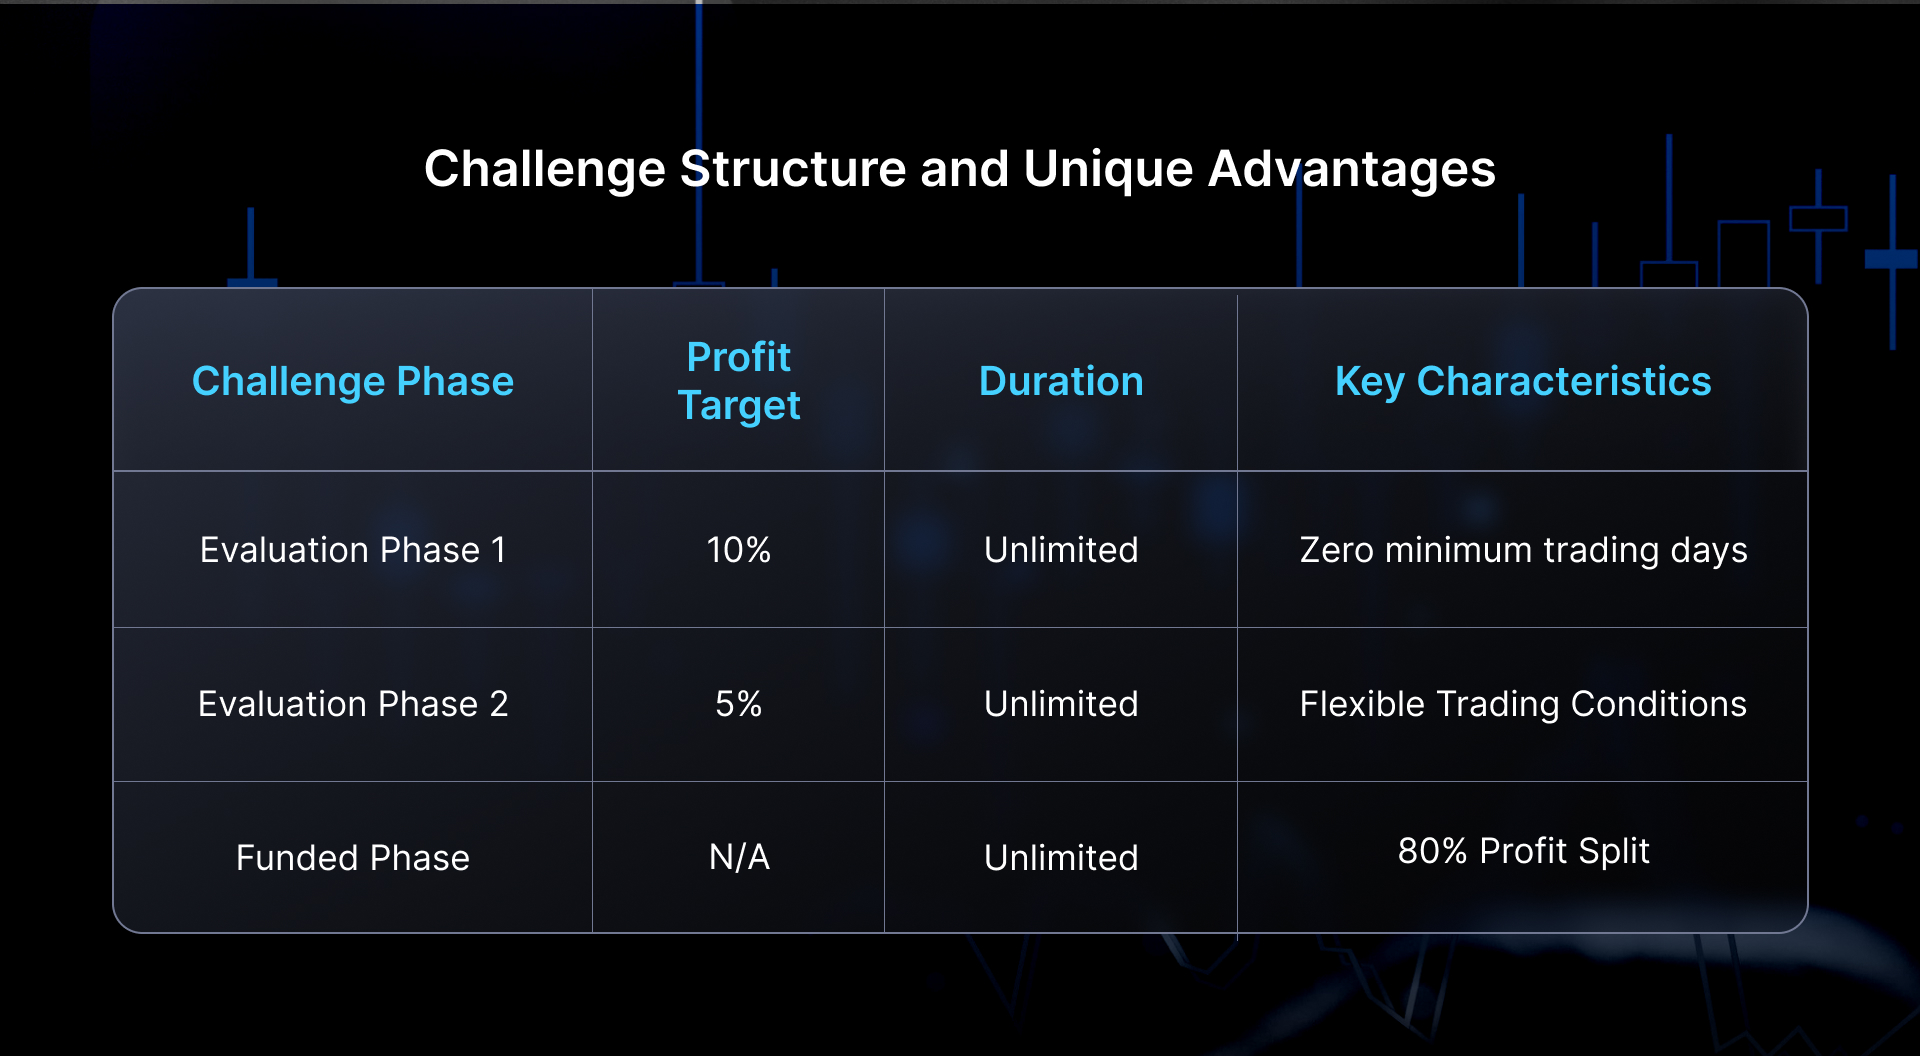 Challenge Structure and Unique Advantages
Challenge Phase
Profit
Target
Duration
Key Characteristics
Evaluation Phase 1
10%
Unlimited
Zero minimum trading days
Evaluation Phase 2
5%
Unlimited
Flexible Trading Conditions
Funded Phase
N/A
Unlimited
80% Profit Split